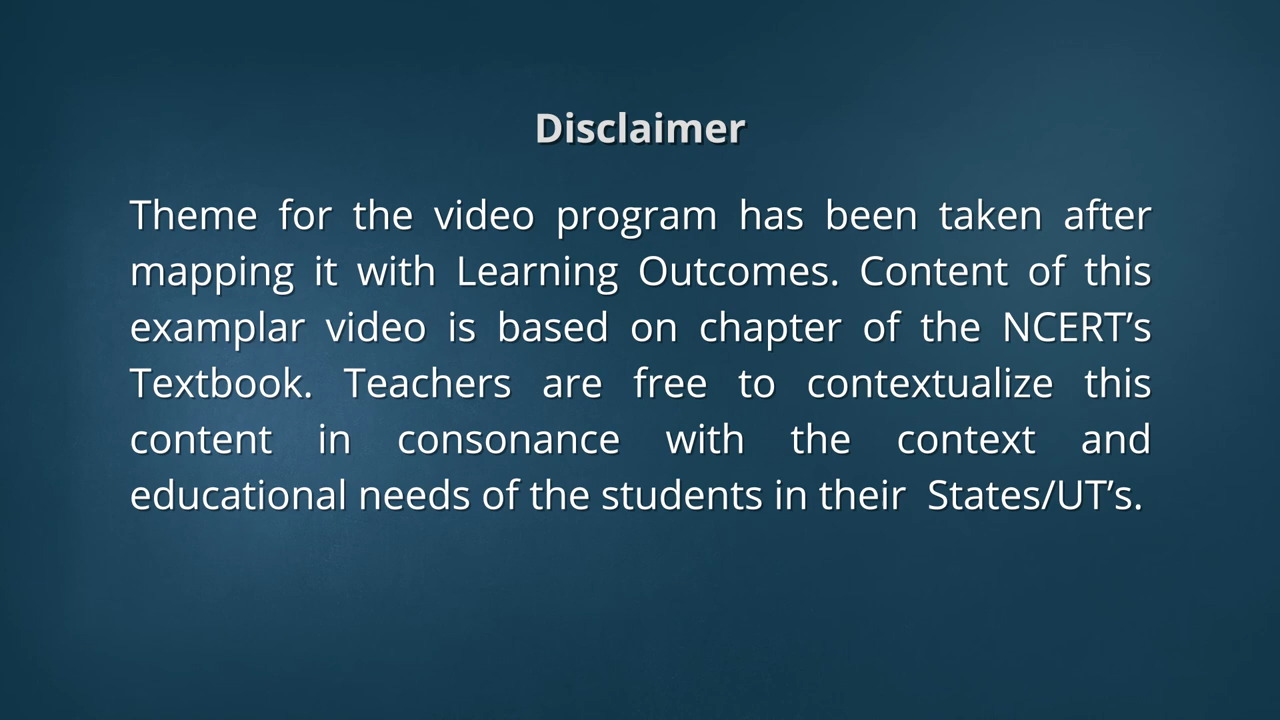 Disclaimer
Theme for the video program has been taken after
mapping it with Learning Outcomes. Content of this
examplar video is based on chapter of the NCERT’s
Textbook. Teachers are free to contextualize this
content in consonance with the context and
educational needs of the students in their  States/UT’s.